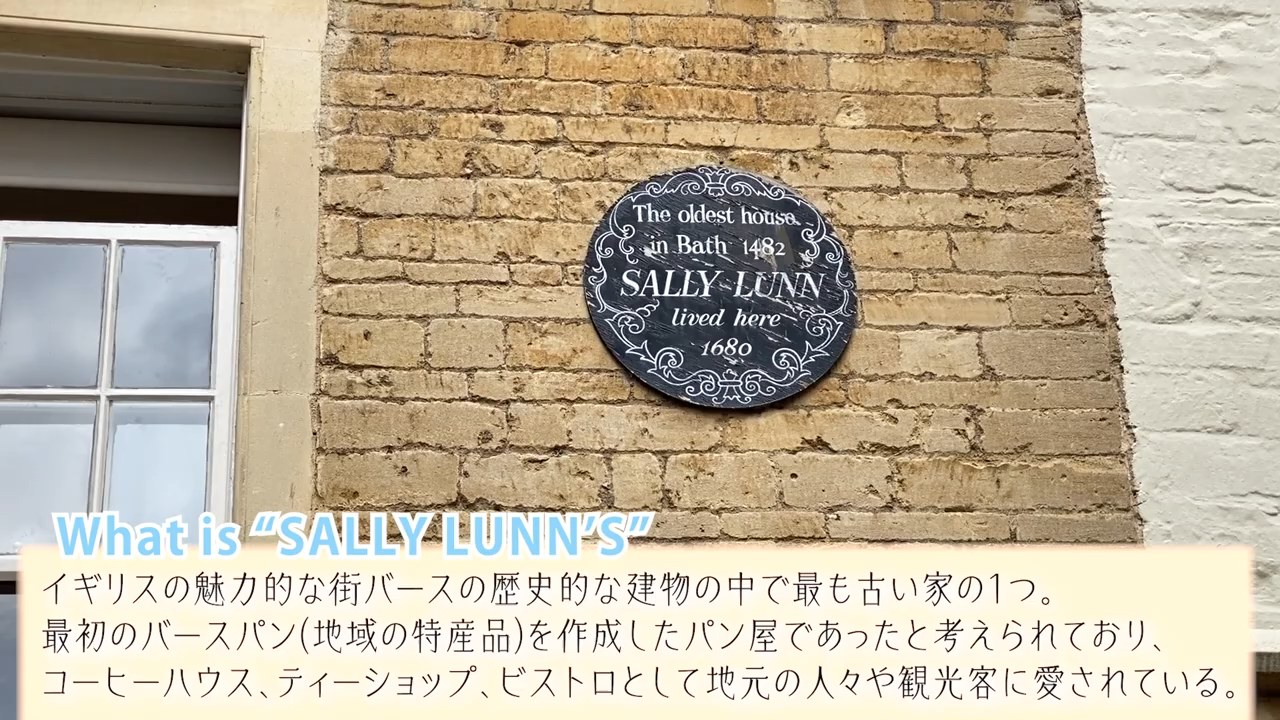 The oldest house
in Bath 1482
SALLY LUNN
lived here
1680
What is “SALLY LUNN’S”
イギリスの魅力的な街バースの歴史的な建物の中で最も古い家の1つ。
最初のバースパン(地域の特産品)を作成したパン屋であったと考えられており、
コーヒーハウス、ティーショップ、ビストロとして地元の人々や観光客に愛されている。